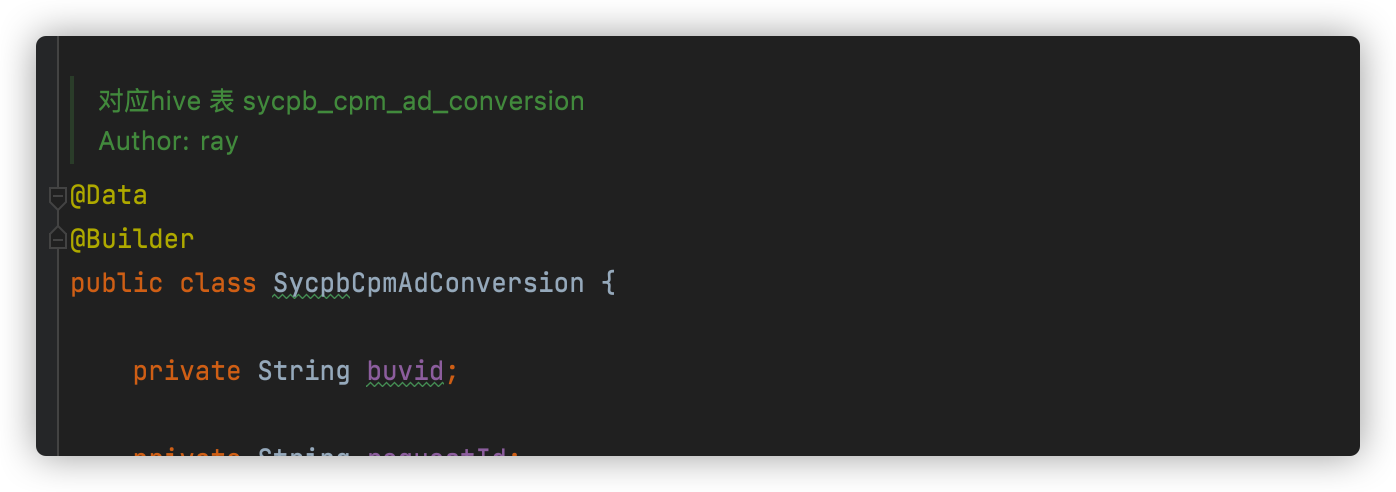 对应hive 表 sycpb_cpm_ad_conversion
Author: ray
@Data
@Builder
public class SycpbCpmAdConversion {
private String buvid;
private String requestId;